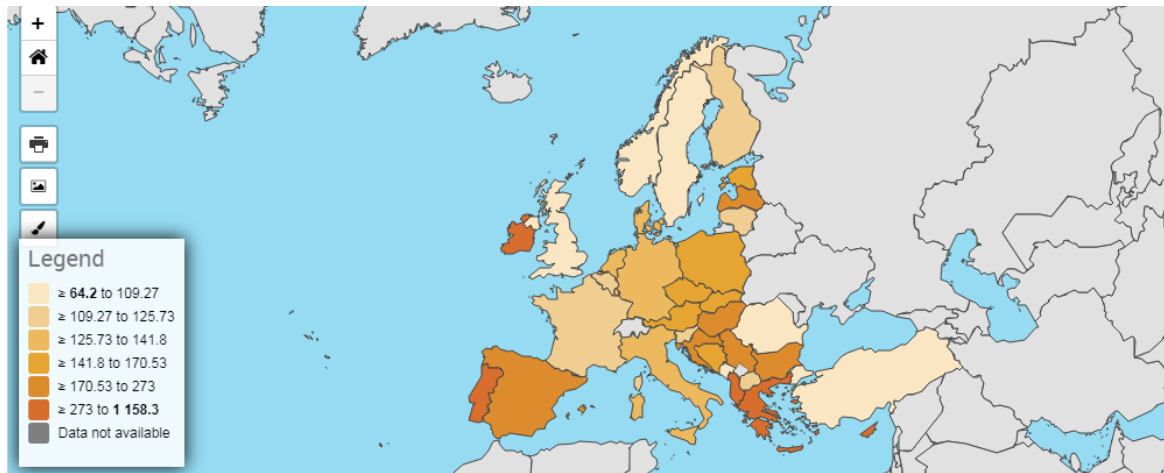 +
−
Legend
≥ 64.2 to 109.27
≥ 109.27 to 125.73
≥ 125.73 to 141.8
≥ 141.8 to 170.53
≥ 170.53 to 273
≥ 273 to 1 158.3
Data not available